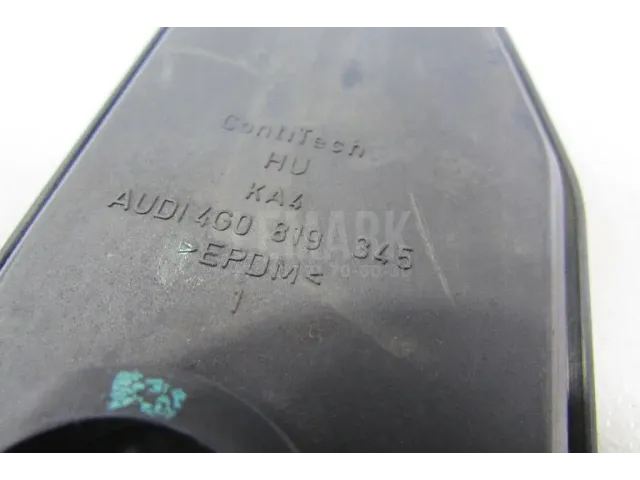 ContiTech
HU
KA4
AUDI 4G0 819 345
>EPDM<
1